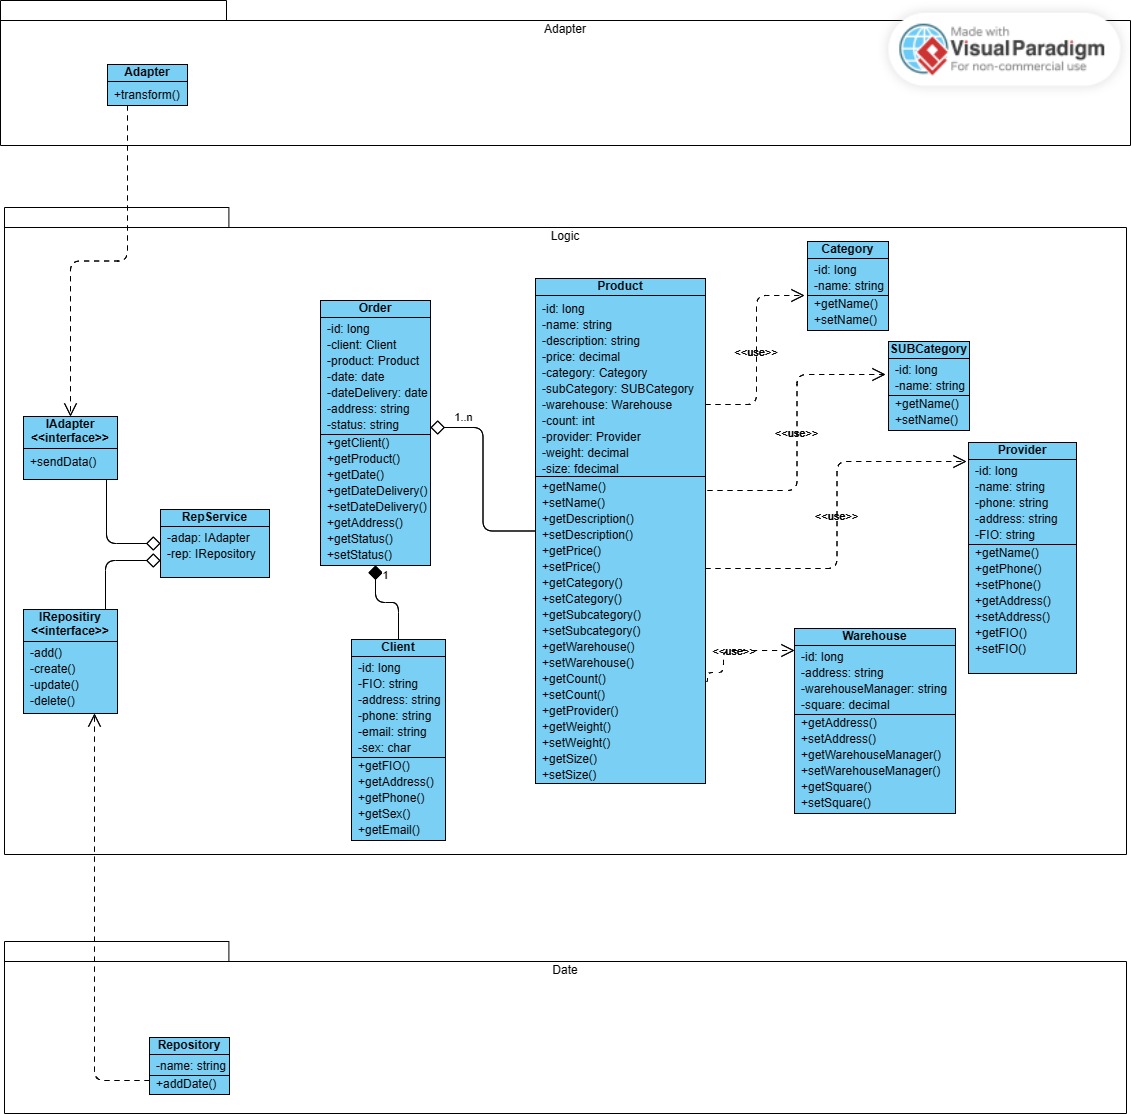 Adapter
Made with
Visual Paradigm
For non-commercial use
Adapter
+transform()
Logic
Category
-id: long
-name: string
+getName()
+setName()
Product
-id: long
-name: string
-description: string
-price: decimal
-category: Category
-subCategory: SUBCategory
-warehouse: Warehouse
-count: int
-provider: Provider
-weight: decimal
-size: fdecimal
+getName()
+setName()
+getDescription()
+setDescription()
+getPrice()
+setPrice()
+getCategory()
+setCategory()
+getSubcategory()
+setSubcategory()
+getWarehouse()
+setWarehouse()
+getCount()
+setCount()
+getProvider()
+getWeight()
+setWeight()
+getSize()
+setSize()
Order
-id: long
-client: Client
-product: Product
-date: date
-dateDelivery: date
-address: string
-status: string
+getClient()
+getProduct()
+getDate()
+getDateDelivery()
+setDateDelivery()
+getAddress()
+getStatus()
+setStatus()
1..n
1
<<use>>
<<use>>
<<use>>
<<use>>
SUBCategory
-id: long
-name: string
+getName()
+setName()
Provider
-id: long
-name: string
-phone: string
-address: string
-FIO: string
+getName()
+getPhone()
+setPhone()
+getAddress()
+setAddress()
+getFIO()
+setFIO()
IAdapter
<<interface>>
+sendData()
RepService
-adap: IAdapter
-rep: IRepository
IRepositiry
<<interface>>
-add()
-create()
-update()
-delete()
Client
-id: long
-FIO: string
-address: string
-phone: string
-email: string
-sex: char
+getFIO()
+getAddress()
+getPhone()
+getSex()
+getEmail()
Warehouse
-id: long
-address: string
-warehouseManager: string
-square: decimal
+getAddress()
+setAddress()
+getWarehouseManager()
+setWarehouseManager()
+getSquare()
+setSquare()
Date
Repository
-name: string
+addDate()